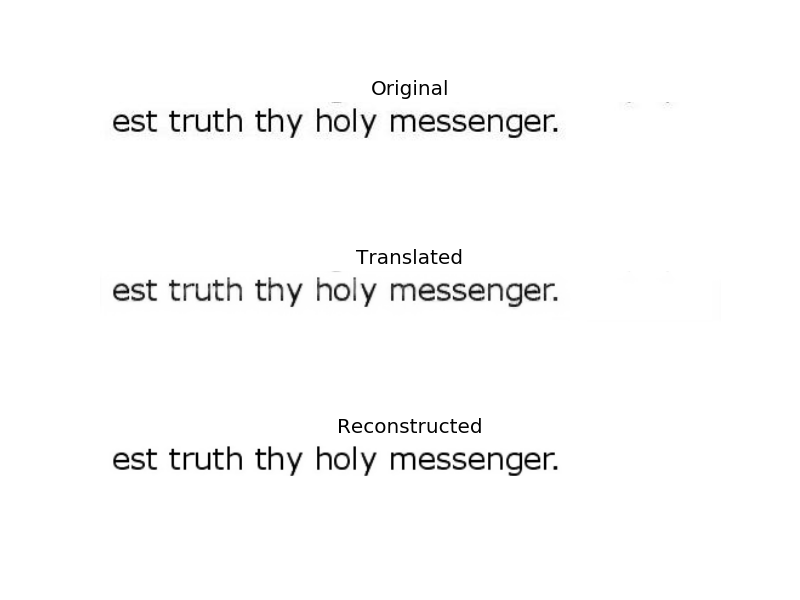 Original
est truth thy holy messenger.
Translated
est truth thy holy messenger.
Reconstructed
est truth thy holy messenger.